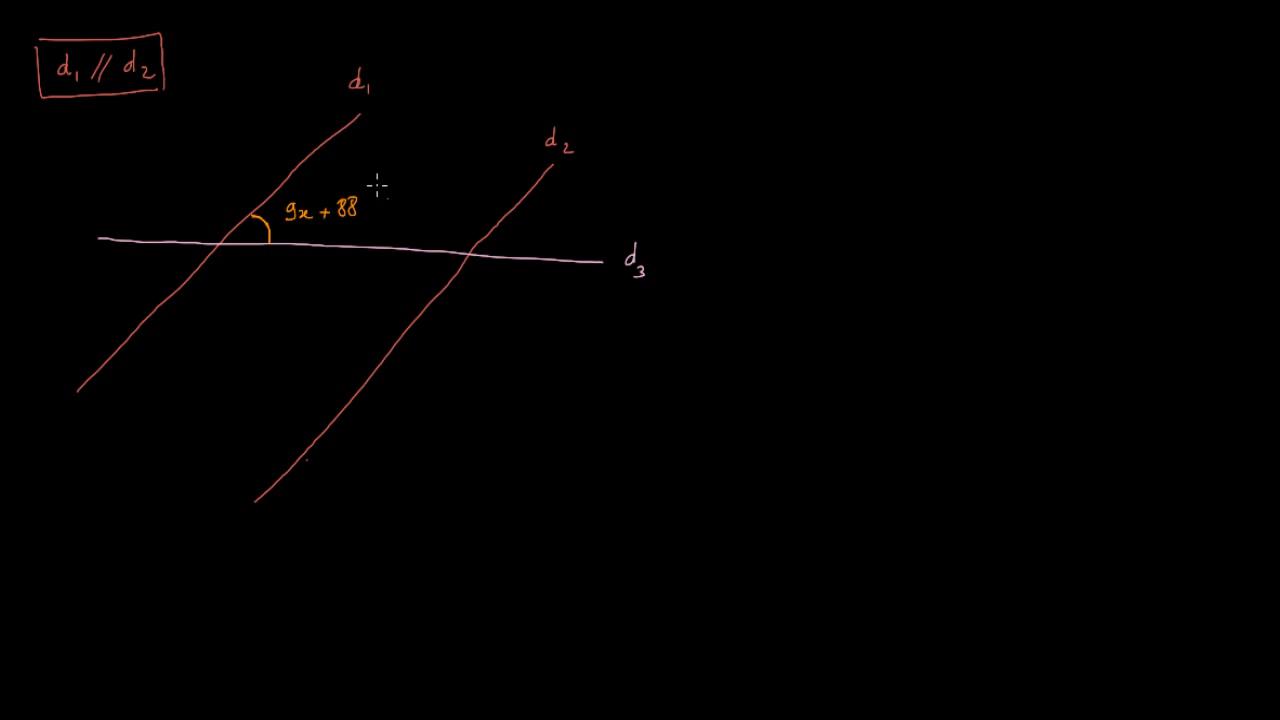 d₁ // d₂
d₁
d₂
9x + 88
d₃